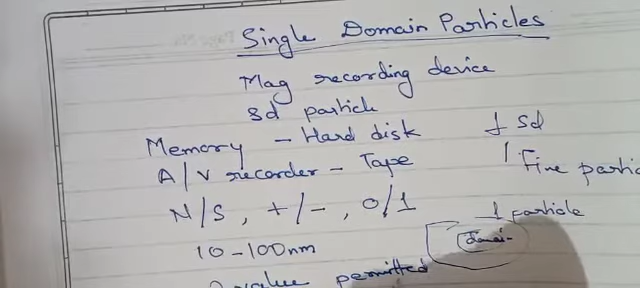 Single Domain Particles
Mag recording device
Sd particle
Memory - Hard disk
A/V recorder - Tape
N/S, +/-, 0/1
10-100nm
value permitted
1 Sd
1 Fine partic
1 particle